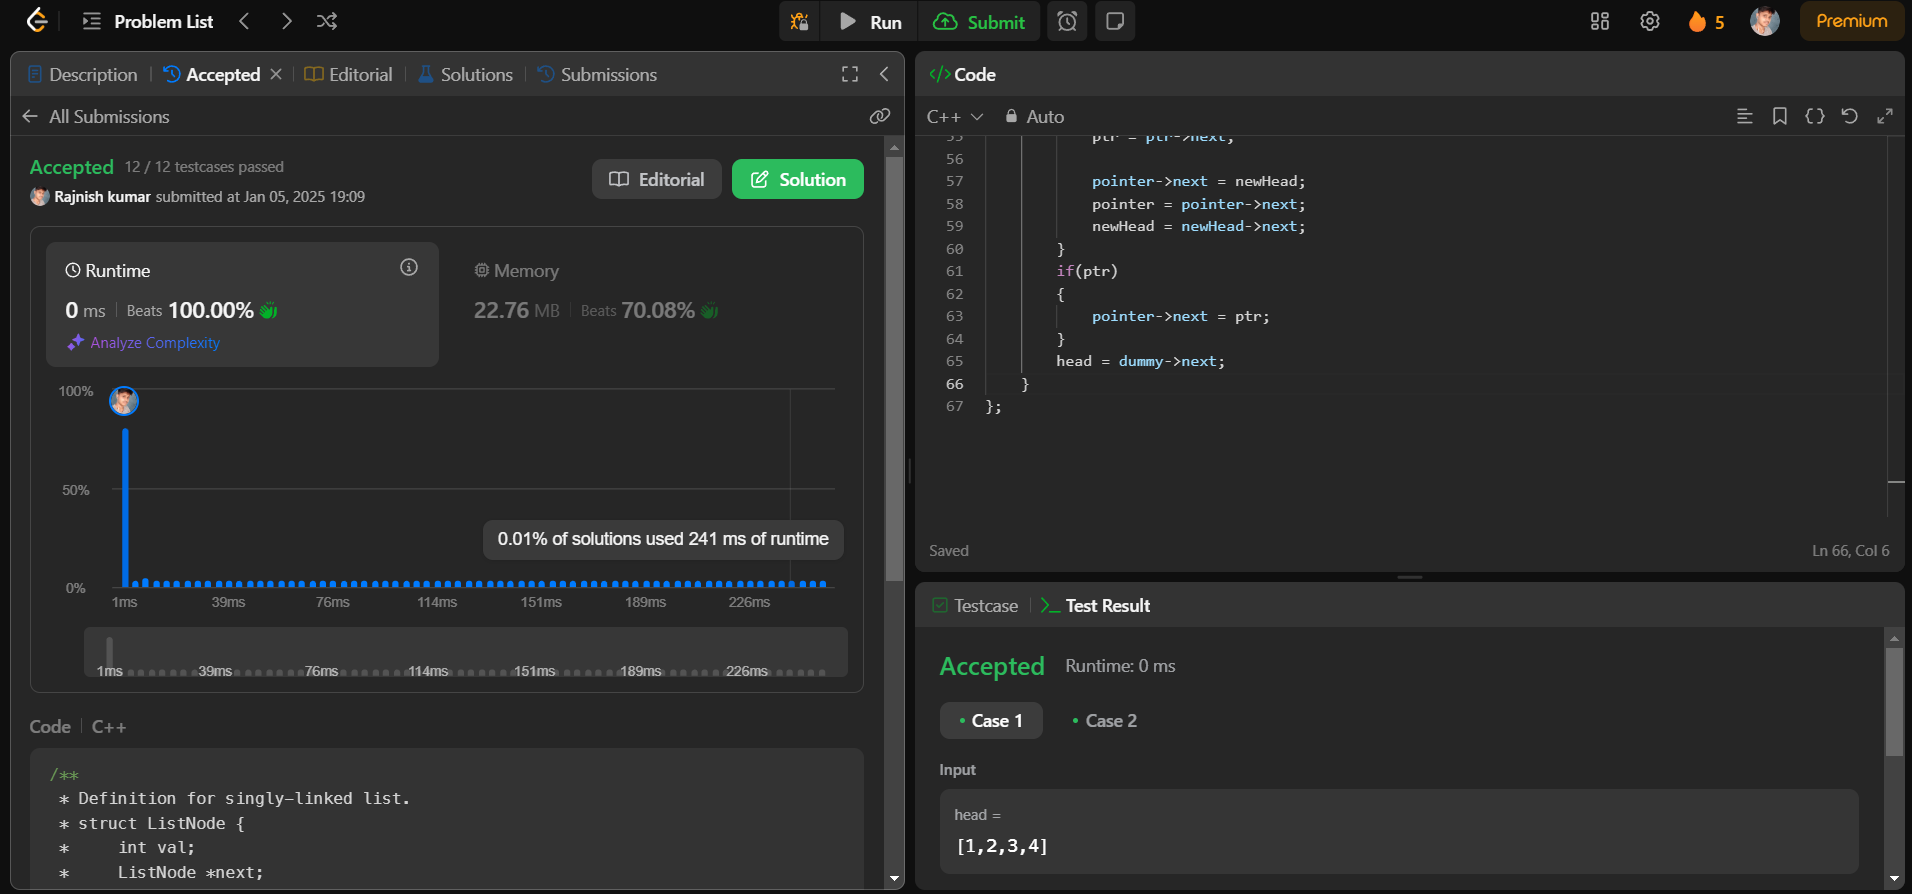 Problem List
Run
Submit
5
Premium
Description
Accepted
Editorial
Solutions
Submissions
All Submissions
Accepted 12 / 12 testcases passed
Rajnish kumar submitted at Jan 05, 2025 19:09
Editorial
Solution
Runtime
0 ms Beats 100.00%
Analyze Complexity
Memory
22.76 MB Beats 70.08%
100%
50%
0%
0.01% of solutions used 241 ms of runtime
1ms 39ms 76ms 114ms 151ms 189ms 226ms
1ms 39ms 76ms 114ms 151ms 189ms 226ms
Code C++
/**
* Definition for singly-linked list.
* struct ListNode {
* int val;
* ListNode *next;
</> Code
C++ Auto
55 ptr = ptr->next;
56
57 pointer->next = newHead;
58 pointer = pointer->next;
59 newHead = newHead->next;
60 }
61 if(ptr)
62 {
63 pointer->next = ptr;
64 }
65 head = dummy->next;
66 }
67 };
Saved
Ln 66, Col 6
Testcase
Test Result
Accepted Runtime: 0 ms
Case 1
Case 2
Input
head =
[1,2,3,4]